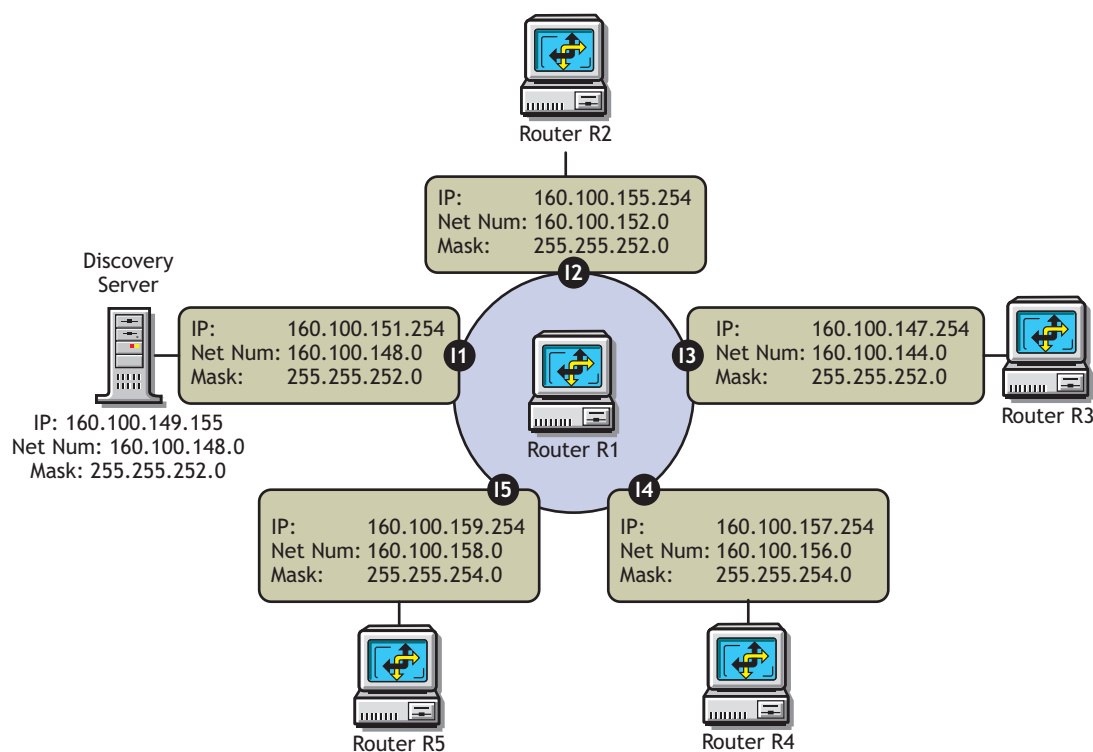 Router R2
IP: 160.100.155.254
Net Num: 160.100.152.0
Mask: 255.255.252.0
I2
Discovery
Server
IP: 160.100.151.254
Net Num: 160.100.148.0
Mask: 255.255.252.0
I1
IP: 160.100.149.155
Net Num: 160.100.148.0
Mask: 255.255.252.0
Router R1
I3
IP: 160.100.147.254
Net Num: 160.100.144.0
Mask: 255.255.252.0
Router R3
I5
IP: 160.100.159.254
Net Num: 160.100.158.0
Mask: 255.255.254.0
Router R5
I4
IP: 160.100.157.254
Net Num: 160.100.156.0
Mask: 255.255.254.0
Router R4